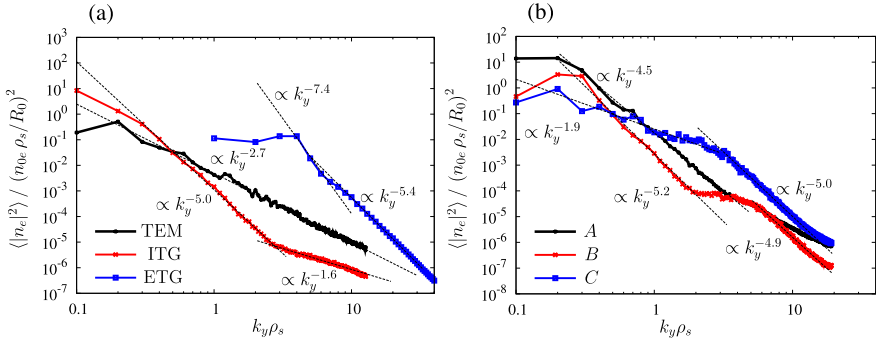 (a)
10^3
10^2
10^1
10^0
10^-1
10^-2
10^-3
10^-4
10^-5
10^-6
10^-7
⟨|n_e|^2⟩ / (n_0e ρ_s/R_0)^2
∝ k_y^-7.4
∝ k_y^-2.7
∝ k_y^-5.4
∝ k_y^-5.0
∝ k_y^-1.6
TEM
ITG
ETG
0.1 1 10
k_yρ_s
(b)
10^2
10^1
10^0
10^-1
10^-2
10^-3
10^-4
10^-5
10^-6
10^-7
10^-8
⟨|n_e|^2⟩ / (n_0e ρ_s/R_0)^2
∝ k_y^-4.5
∝ k_y^-1.9
∝ k_y^-5.2
∝ k_y^-5.0
∝ k_y^-4.9
A
B
C
0.1 1 10
k_yρ_s